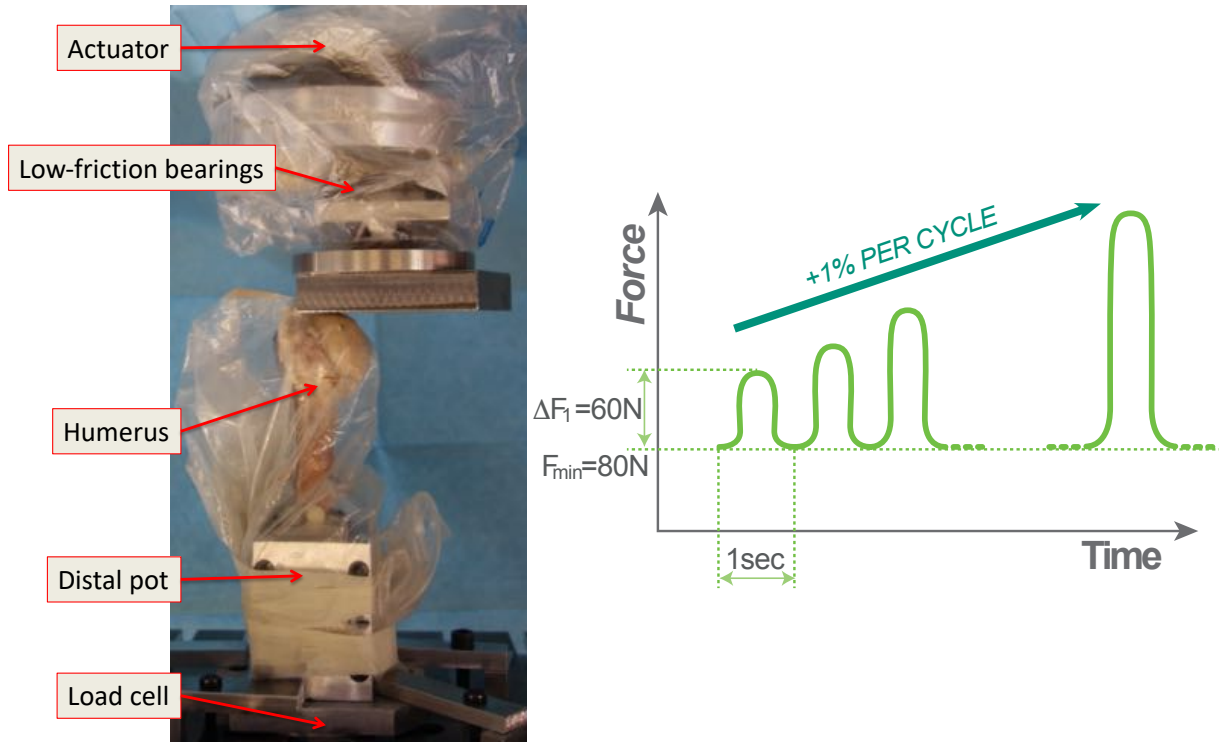 Actuator
Low-friction bearings
Humerus
Distal pot
Load cell
Force
+1% PER CYCLE
ΔF₁=60N
Fₘᵢₙ=80N
1sec
Time